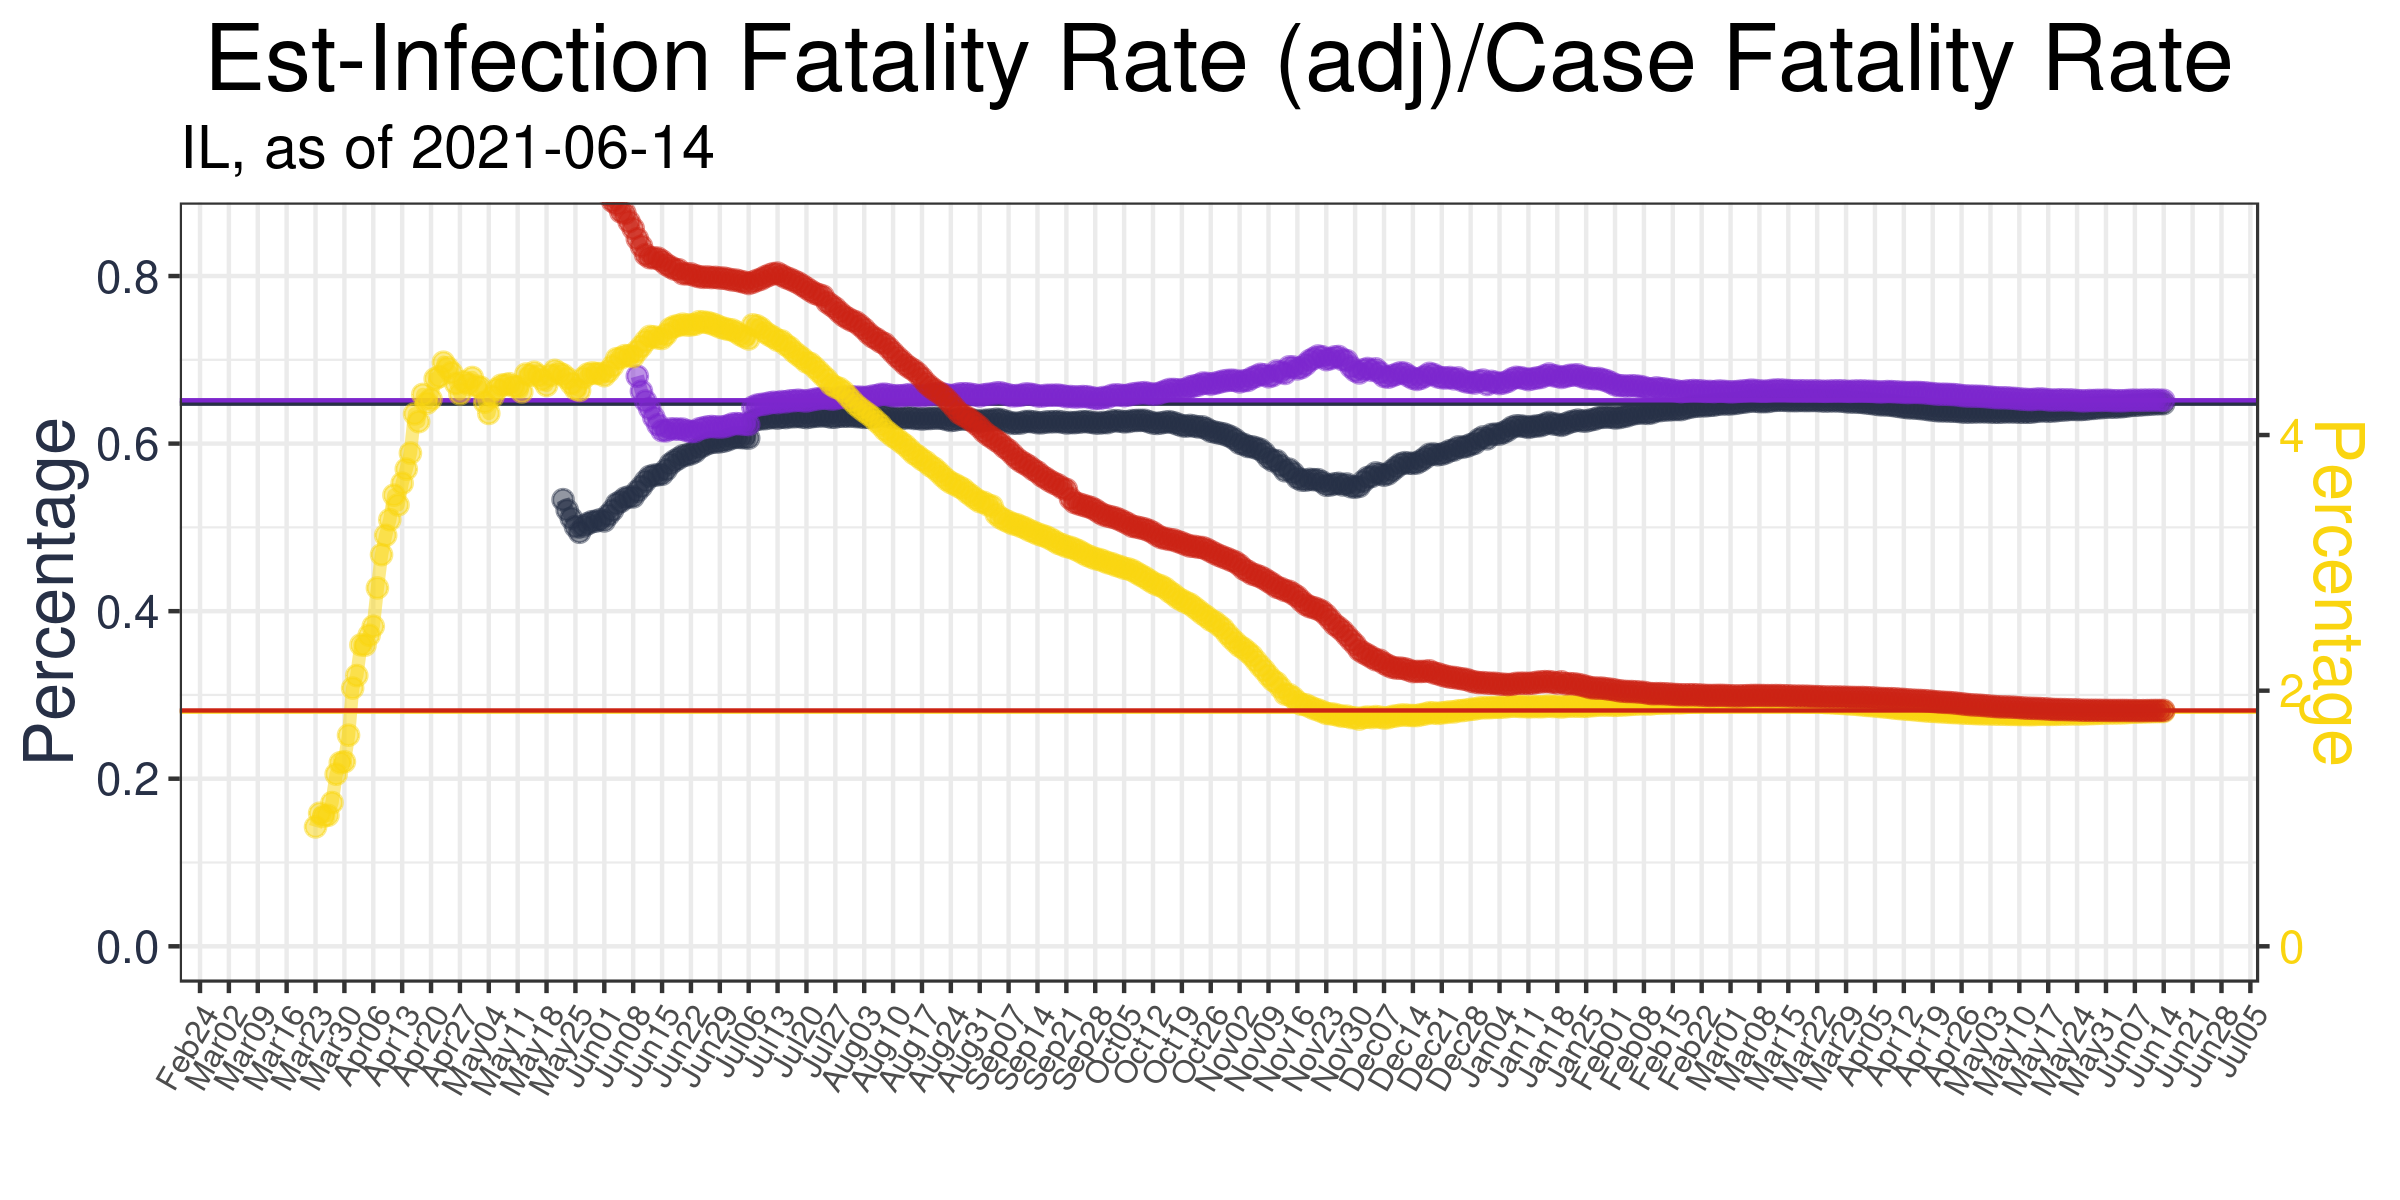 Est-Infection Fatality Rate (adj)/Case Fatality Rate
IL, as of 2021-06-14
Percentage
0.8
0.6
0.4
0.2
0.0
4
2
0
Percentage
Feb24
Mar02
Mar09
Mar16
Mar23
Mar30
Apr06
Apr13
Apr20
Apr27
May04
May11
May18
May25
Jun01
Jun08
Jun15
Jun22
Jun29
Jul06
Jul13
Jul20
Jul27
Aug03
Aug10
Aug17
Aug24
Aug31
Sep07
Sep14
Sep21
Sep28
Oct05
Oct12
Oct19
Oct26
Nov02
Nov09
Nov16
Nov23
Nov30
Dec07
Dec14
Dec21
Dec28
Jan04
Jan11
Jan18
Jan25
Feb01
Feb08
Feb15
Feb22
Mar01
Mar08
Mar15
Mar22
Mar29
Apr05
Apr12
Apr19
Apr26
May03
May10
May17
May24
May31
Jun07
Jun14
Jun21
Jun28
Jul05